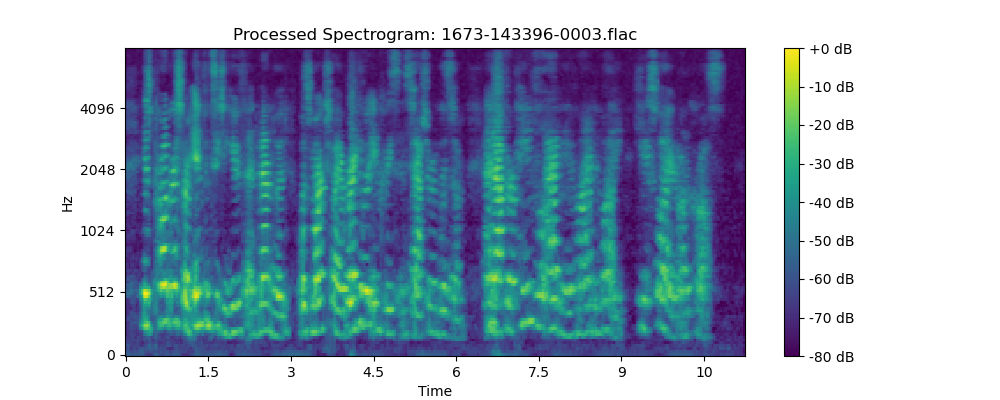 Processed Spectrogram: 1673-143396-0003.flac
Hz
4096
2048
1024
512
0
0 1.5 3 4.5 6 7.5 9 10
Time
+0 dB
-10 dB
-20 dB
-30 dB
-40 dB
-50 dB
-60 dB
-70 dB
-80 dB